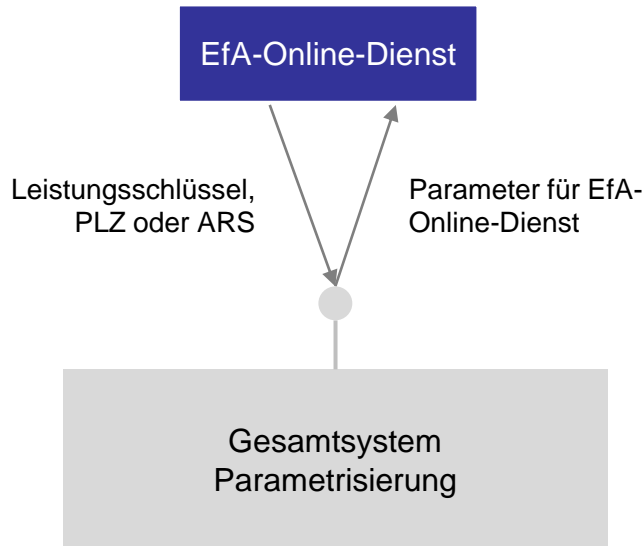 EfA-Online-Dienst
Leistungsschlüssel,
PLZ oder ARS
Parameter für EfA-
Online-Dienst
Gesamtsystem
Parametrisierung